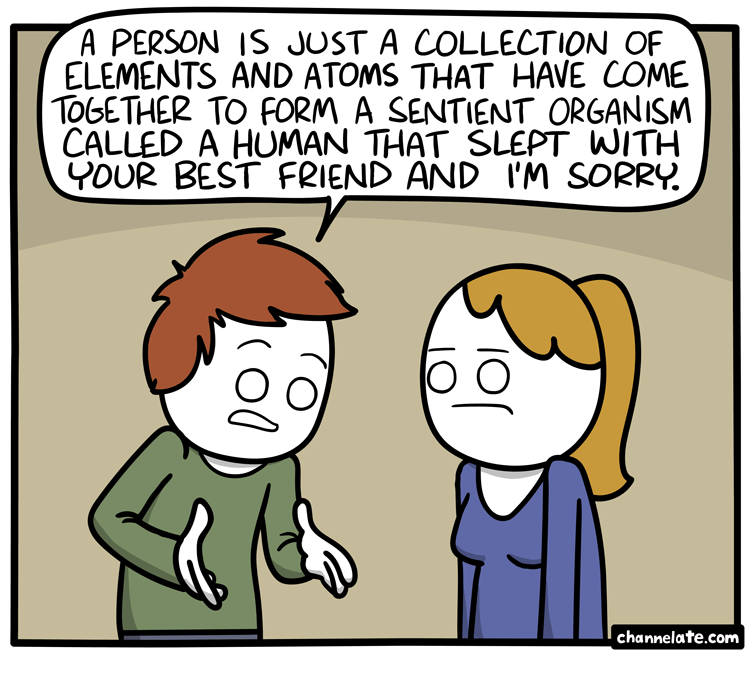 A PERSON IS JUST A COLLECTION OF
ELEMENTS AND ATOMS THAT HAVE COME
TOGETHER TO FORM A SENTIENT ORGANISM
CALLED A HUMAN THAT SLEPT WITH
YOUR BEST FRIEND AND I'M SORRY.
channelate.com